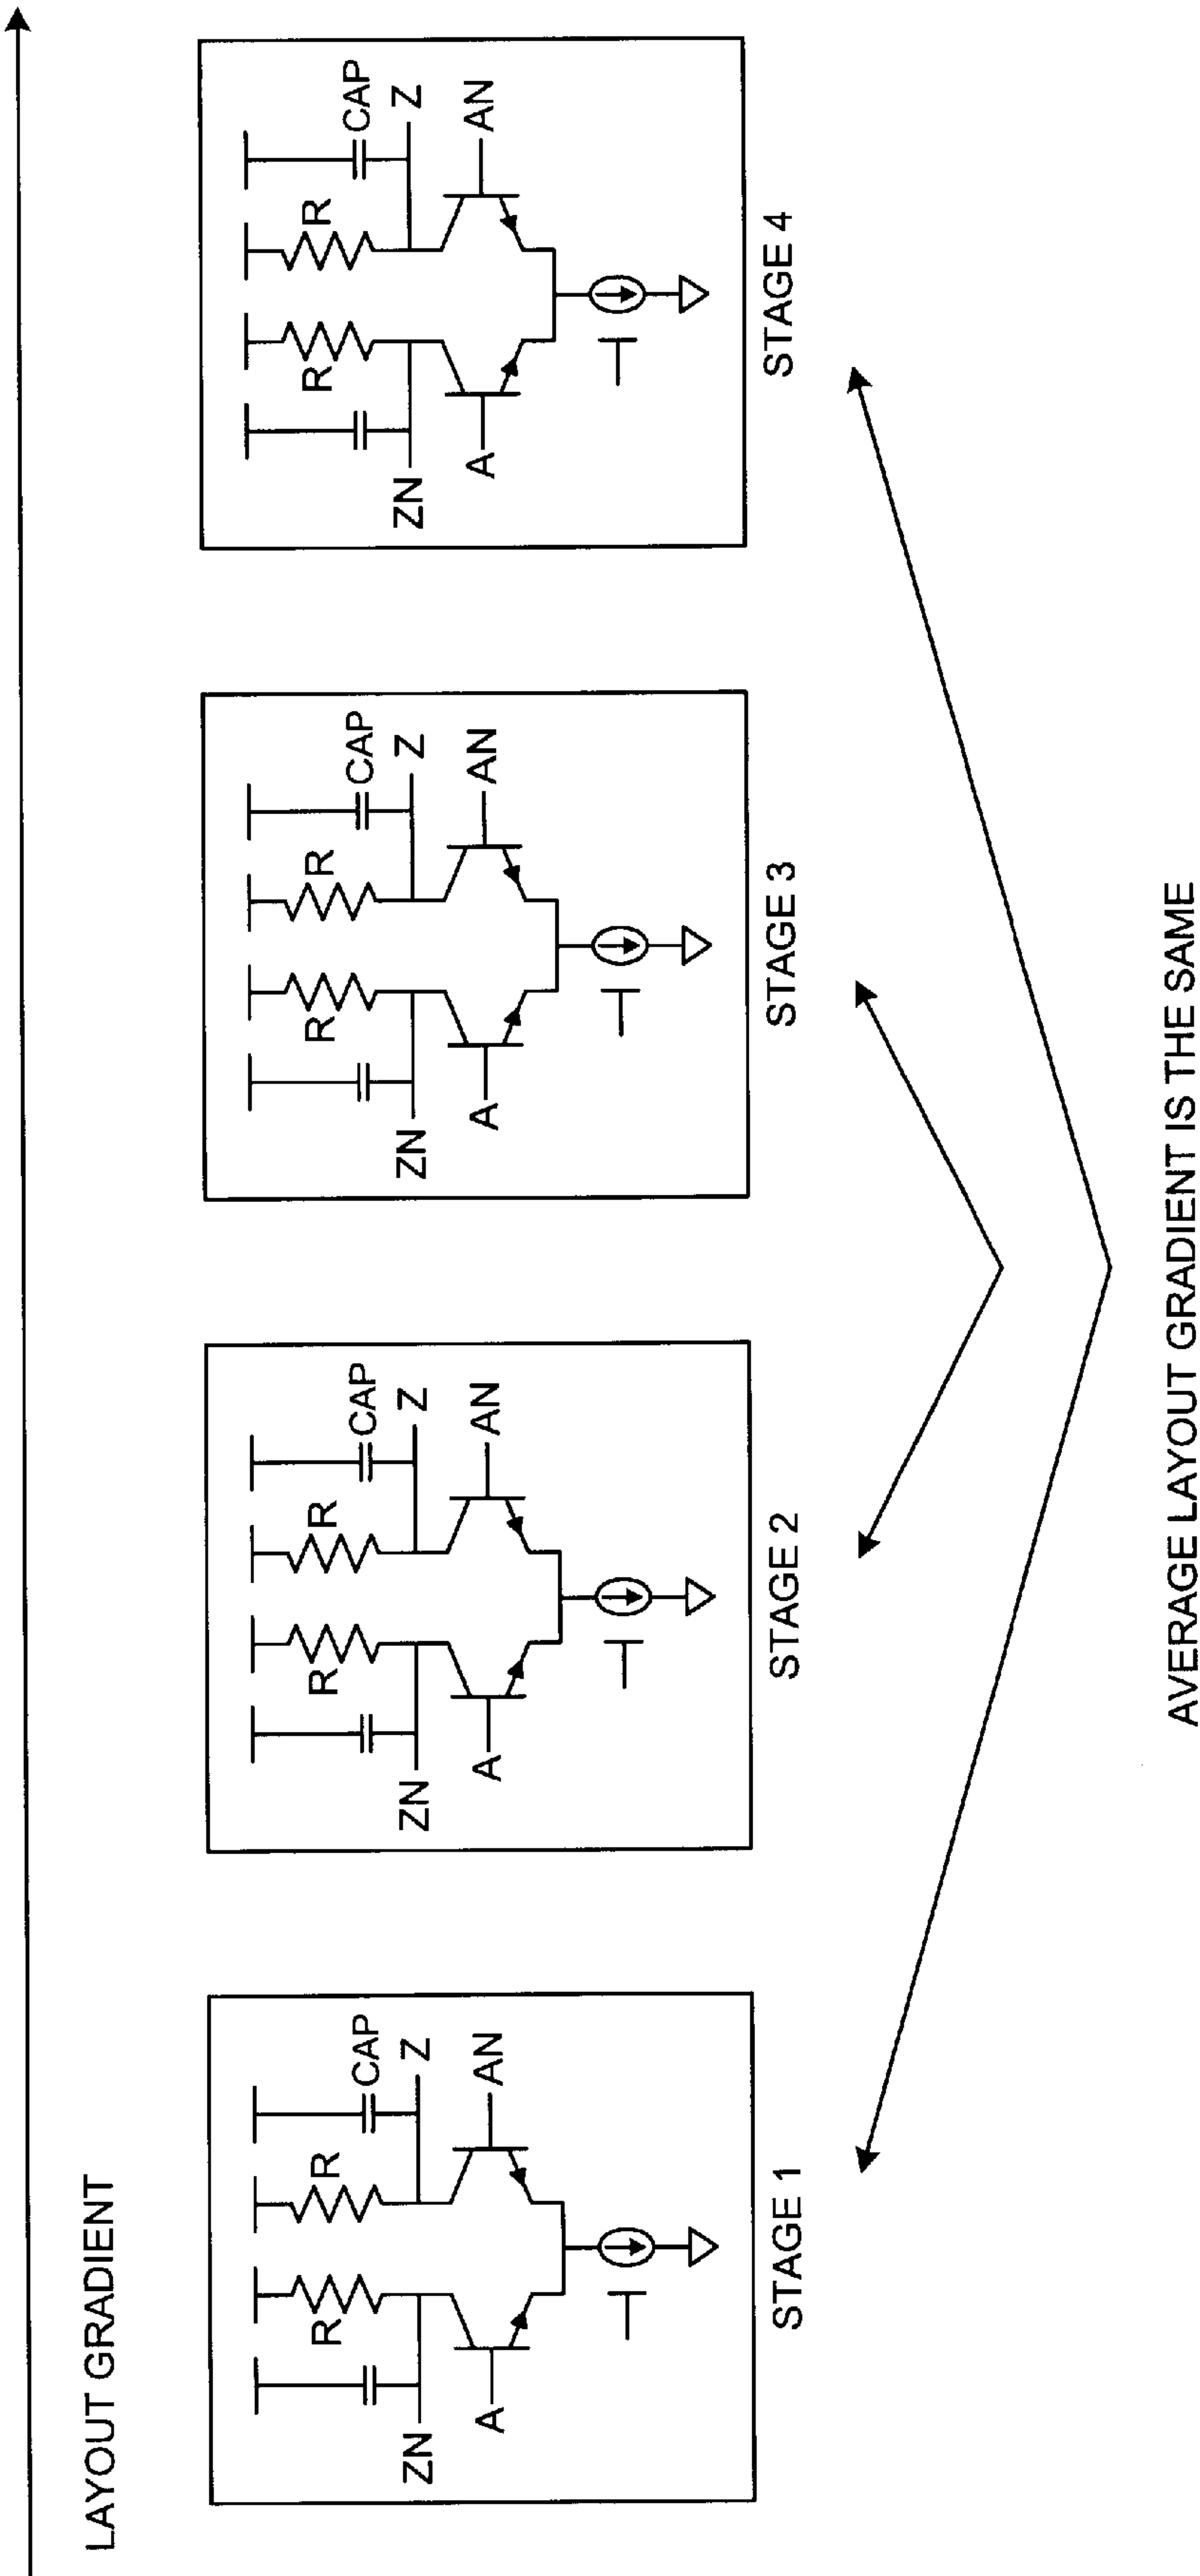 LAYOUT GRADIENT
R
R
CAP
ZN
Z
A
AN
STAGE 1
R
R
CAP
ZN
Z
A
AN
STAGE 2
R
R
CAP
ZN
Z
A
AN
STAGE 3
R
R
CAP
ZN
Z
A
AN
STAGE 4
AVERAGE LAYOUT GRADIENT IS THE SAME